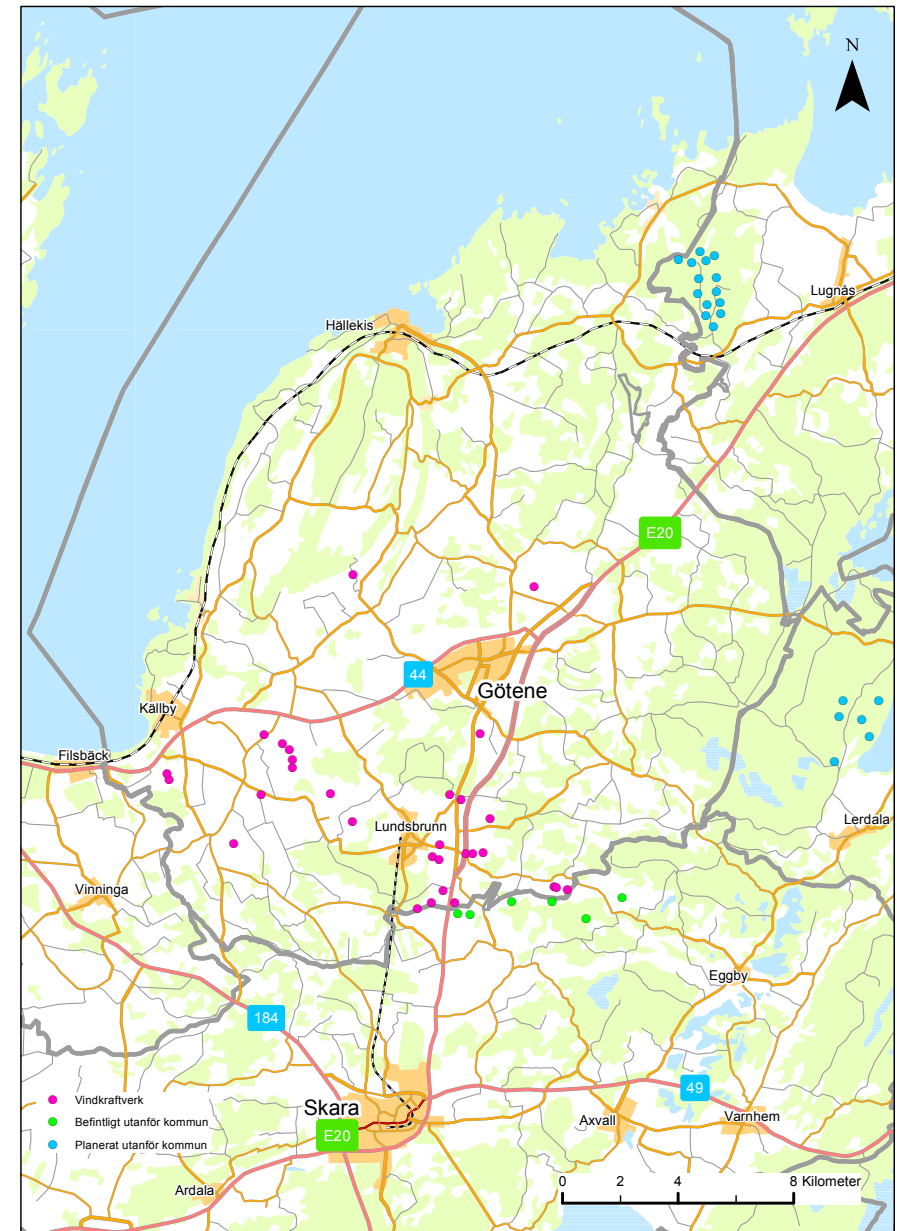 N
Lugnås
Hällekis
E20
44
Götene
Källby
Filsbäck
Lundsbrunn
Lerdala
Vinninga
Eggby
184
49
Vindkraftverk
Skara
Befintligt utanför kommun
Axvall
Varnhem
E20
Planerat utanför kommun
Ardala
0 2 4 8 Kilometer